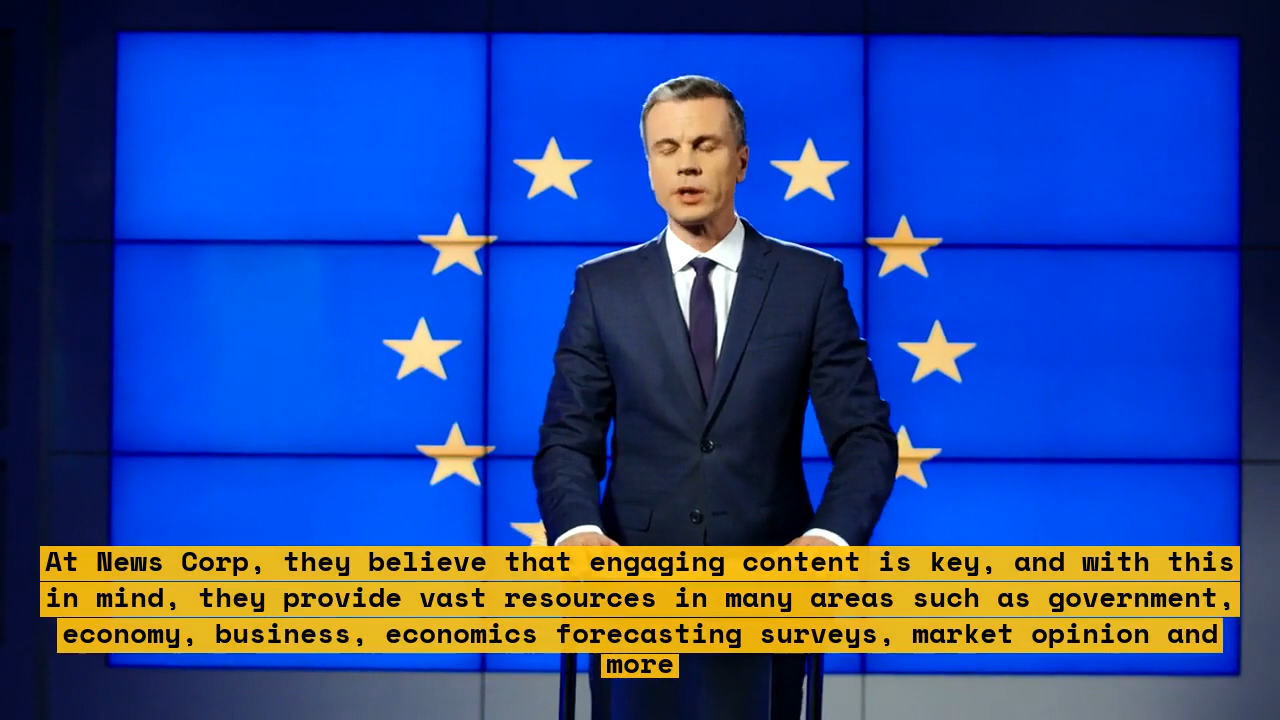 At News Corp, they believe that engaging content is key, and with this
in mind, they provide vast resources in many areas such as government,
economy, business, economics forecasting surveys, market opinion and
more